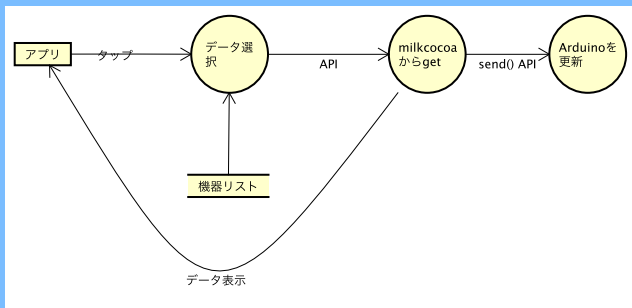 アプリ
タップ
データ選
択
API
milkcocoa
からget
send() API
Arduinoを
更新
機器リスト
データ表示